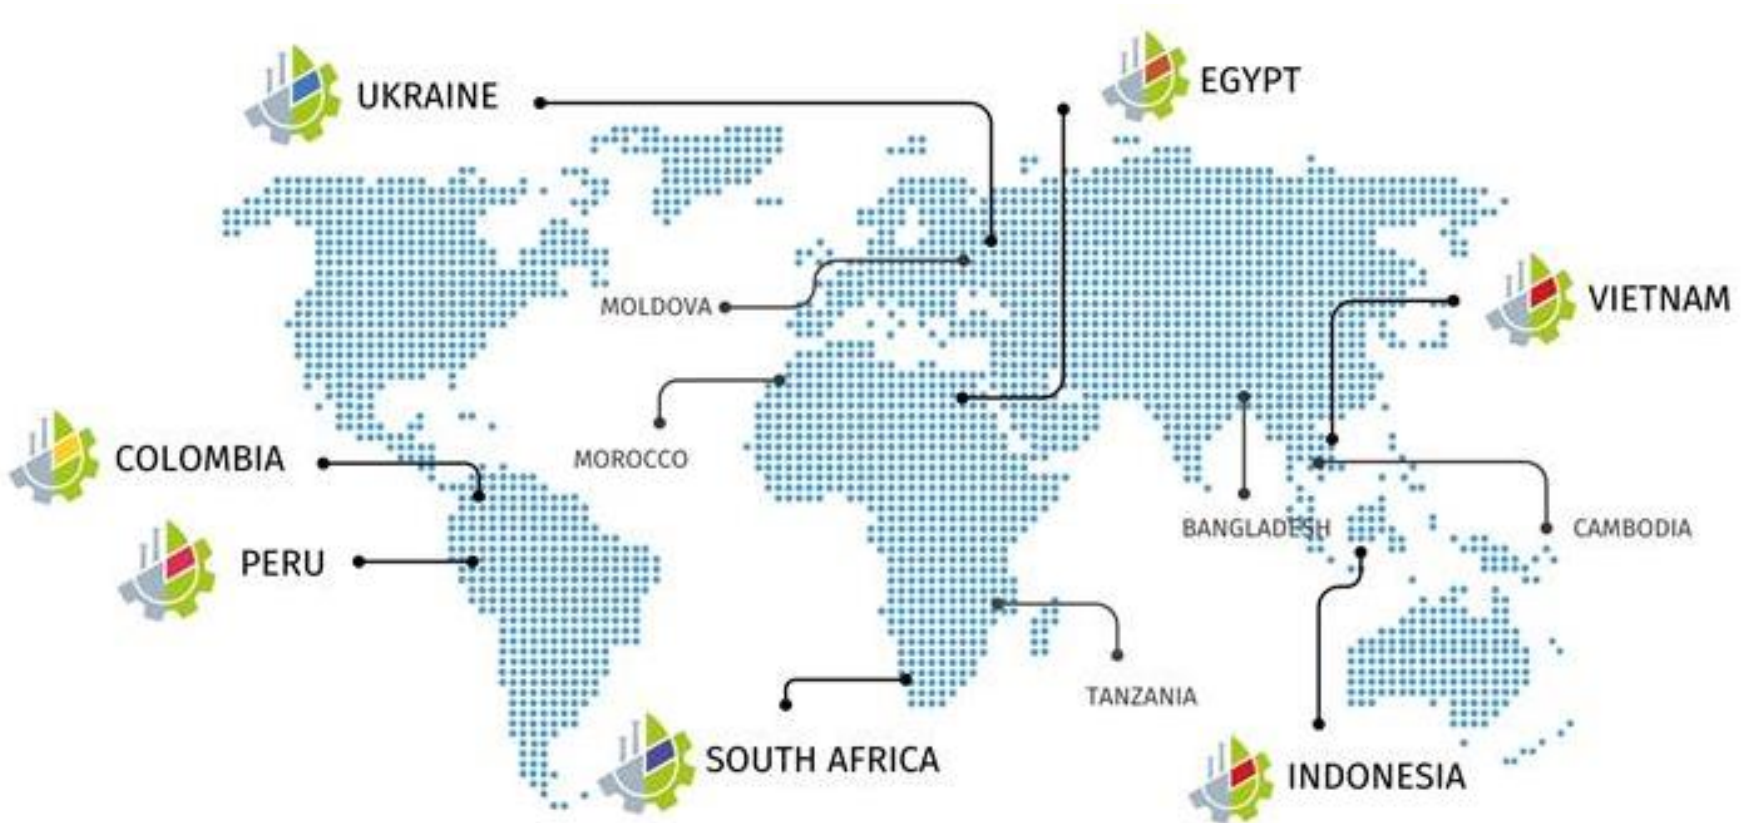 UKRAINE
EGYPT
VIETNAM
MOLDOVA
COLOMBIA
MOROCCO
BANGLADESH
CAMBODIA
PERU
TANZANIA
SOUTH AFRICA
INDONESIA